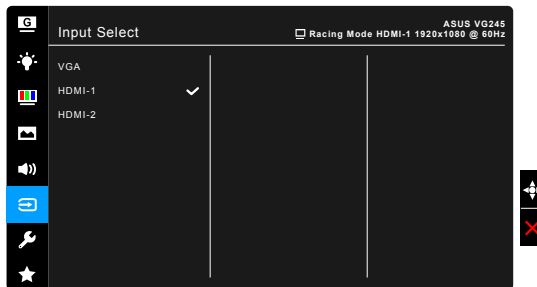 G
Input Select
ASUS VG245
Racing Mode HDMI-1 1920x1080 @ 60Hz
VGA
HDMI-1
HDMI-2